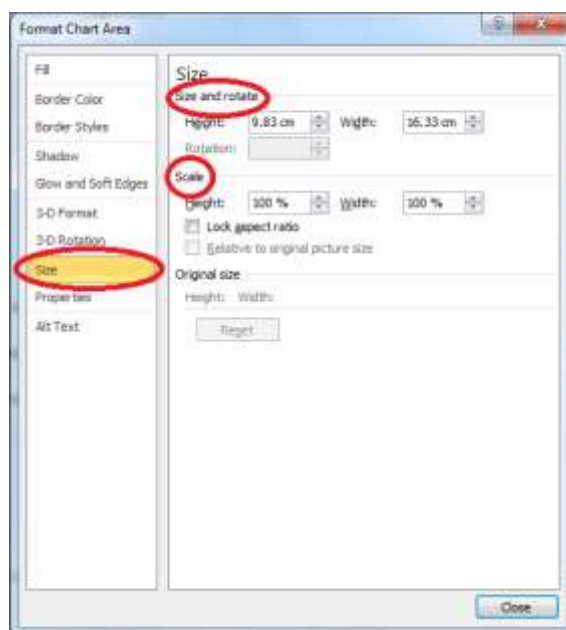 Format Chart Area
Fill
Border Color
Border Styles
Shadow
Glow and Soft Edges
3-D Format
3-D Rotation
Size
Properties
Alt Text
Size
Size and rotate
Height: 9.83 cm Width: 16.33 cm
Rotation:
Scale
Height: 100 % Width: 100 %
Lock aspect ratio
Relative to original picture size
Original size
Height: Width:
Reset
Close